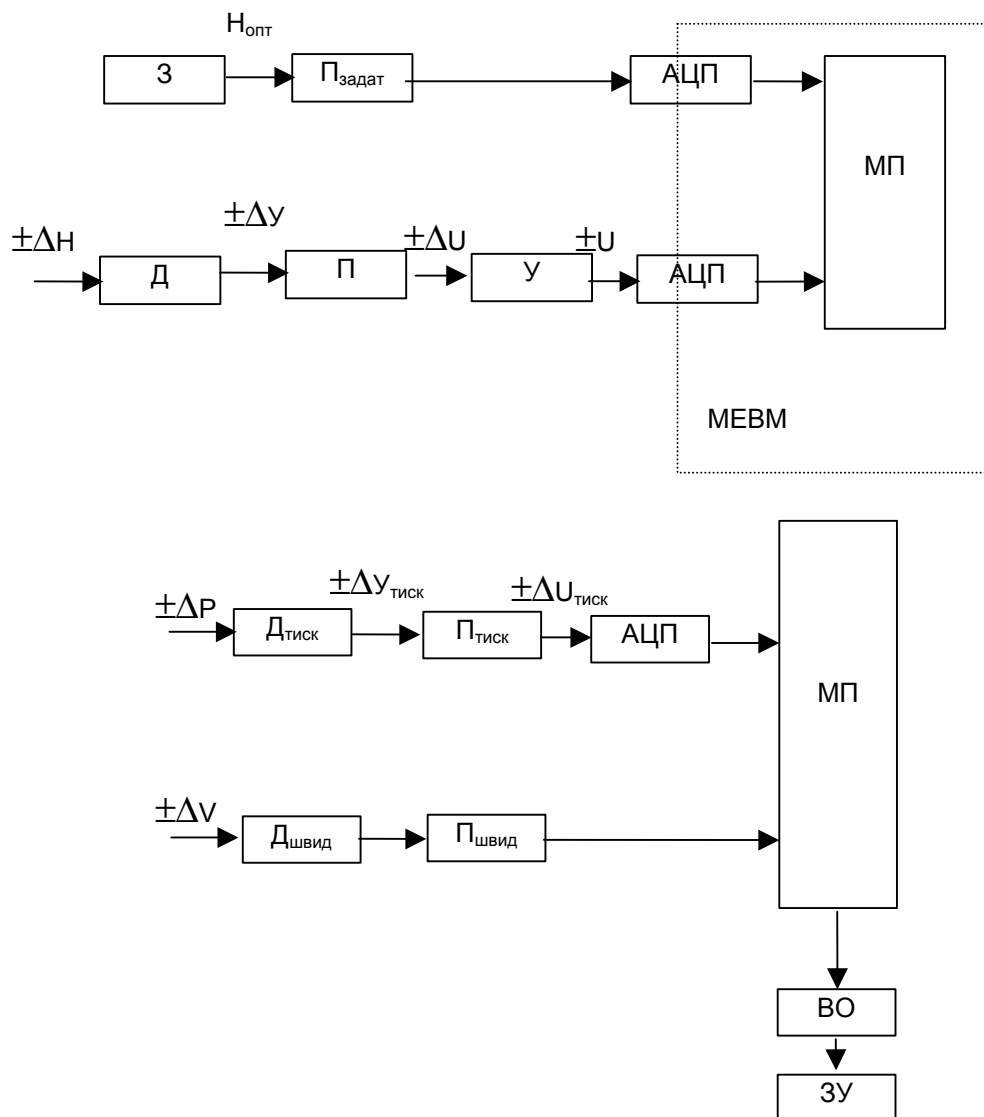 Нопт
З
Пзадат
АЦП
МП
±ΔН
Д
±Δу
П
±ΔU
У
±U
АЦП
МЕВМ
±ΔР
Дтиск
±Δутиск
Птиск
±ΔUтиск
АЦП
МП
±ΔV
Дшвид
Пшвид
ВО
ЗУ